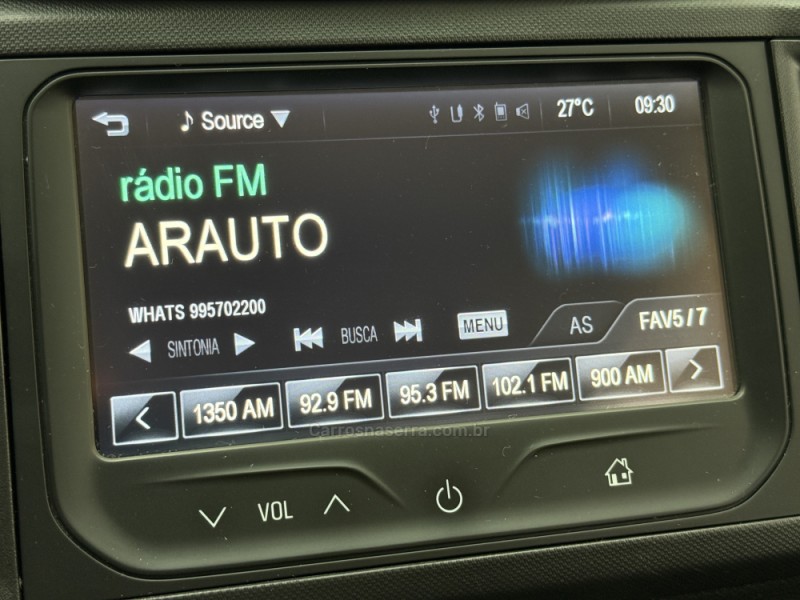 Source 27°C 09:30
rádio FM
ARAUTO
WHATS 995702200
SINTONIA BUSCA MENU AS FAV5 / 7
1350 AM 92.9 FM 95.3 FM 102.1 FM 900 AM
Carrosnaserra.com.br
VOL